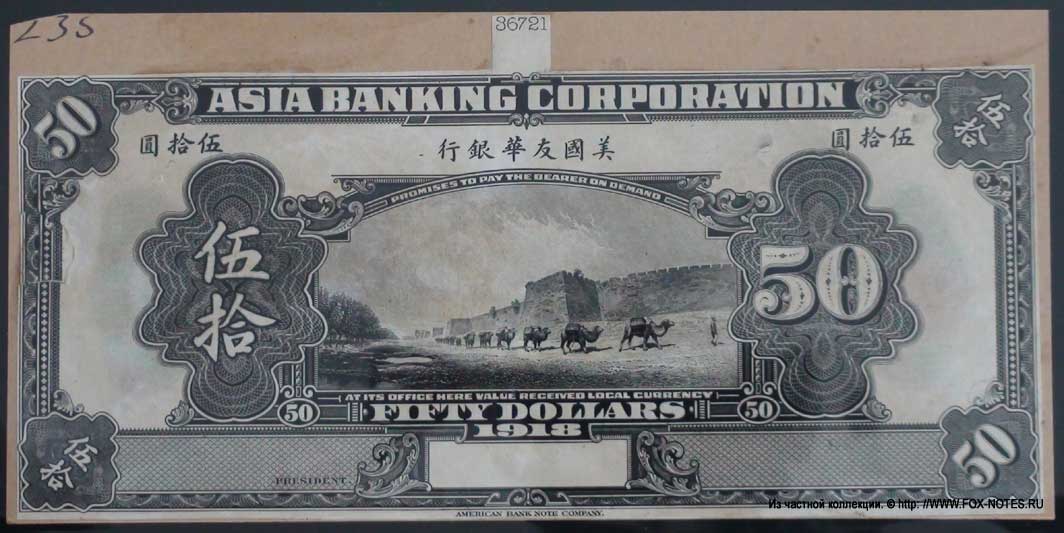 235
36721
50
ASIA BANKING CORPORATION
伍拾
圓拾伍
行銀華友國美
圓拾伍
PROMISES TO PAY THE BEARER ON DEMAND
伍拾
50
AT ITS OFFICE HERE VALUE RECEIVED LOCAL CURRENCY
50
FIFTY DOLLARS
50
1918
伍拾
PRESIDENT.
50
AMERICAN BANK NOTE COMPANY.
Из частной коллекции. © http: //WWW.FOX-NOTES.RU